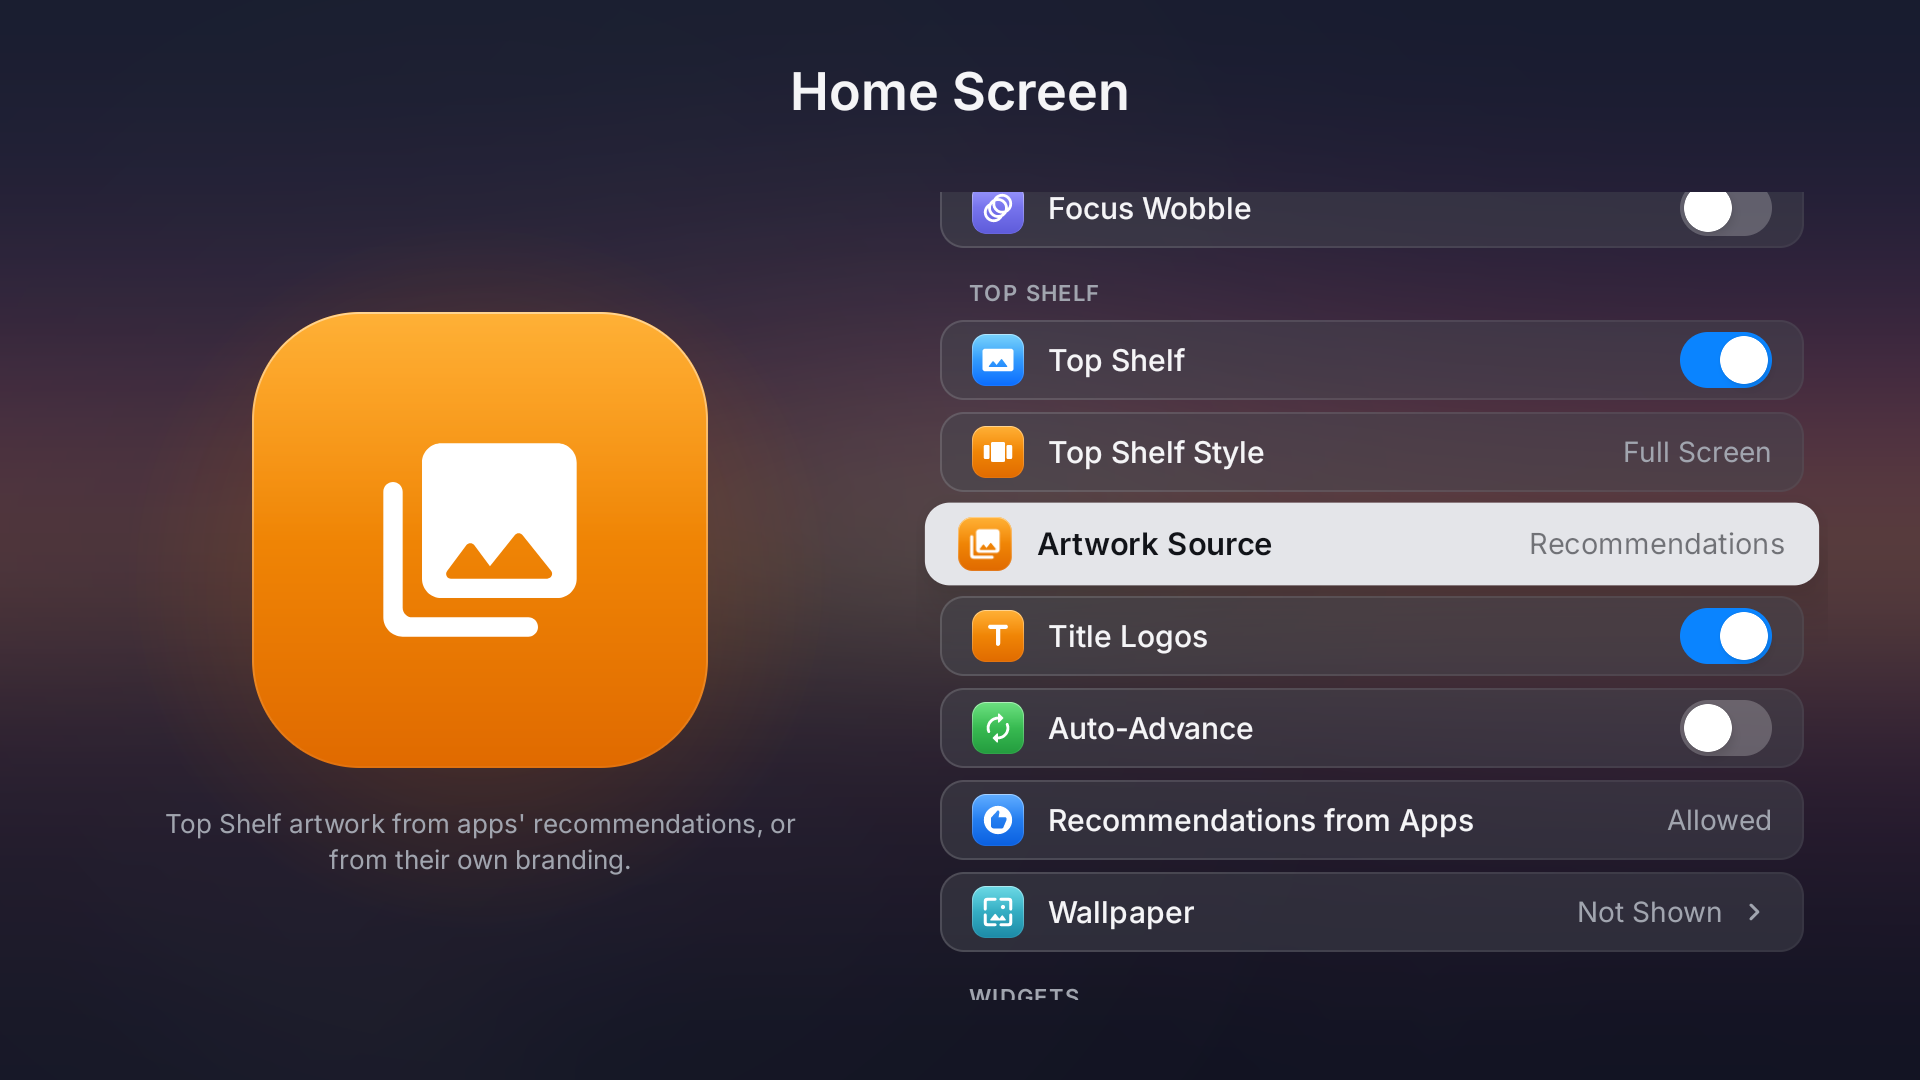 Home Screen
Focus Wobble
TOP SHELF
Top Shelf
Top Shelf Style
Full Screen
Artwork Source
Recommendations
Title Logos
Auto-Advance
Recommendations from Apps
Allowed
Wallpaper
Not Shown
WIDGETS
Top Shelf artwork from apps' recommendations, or
from their own branding.